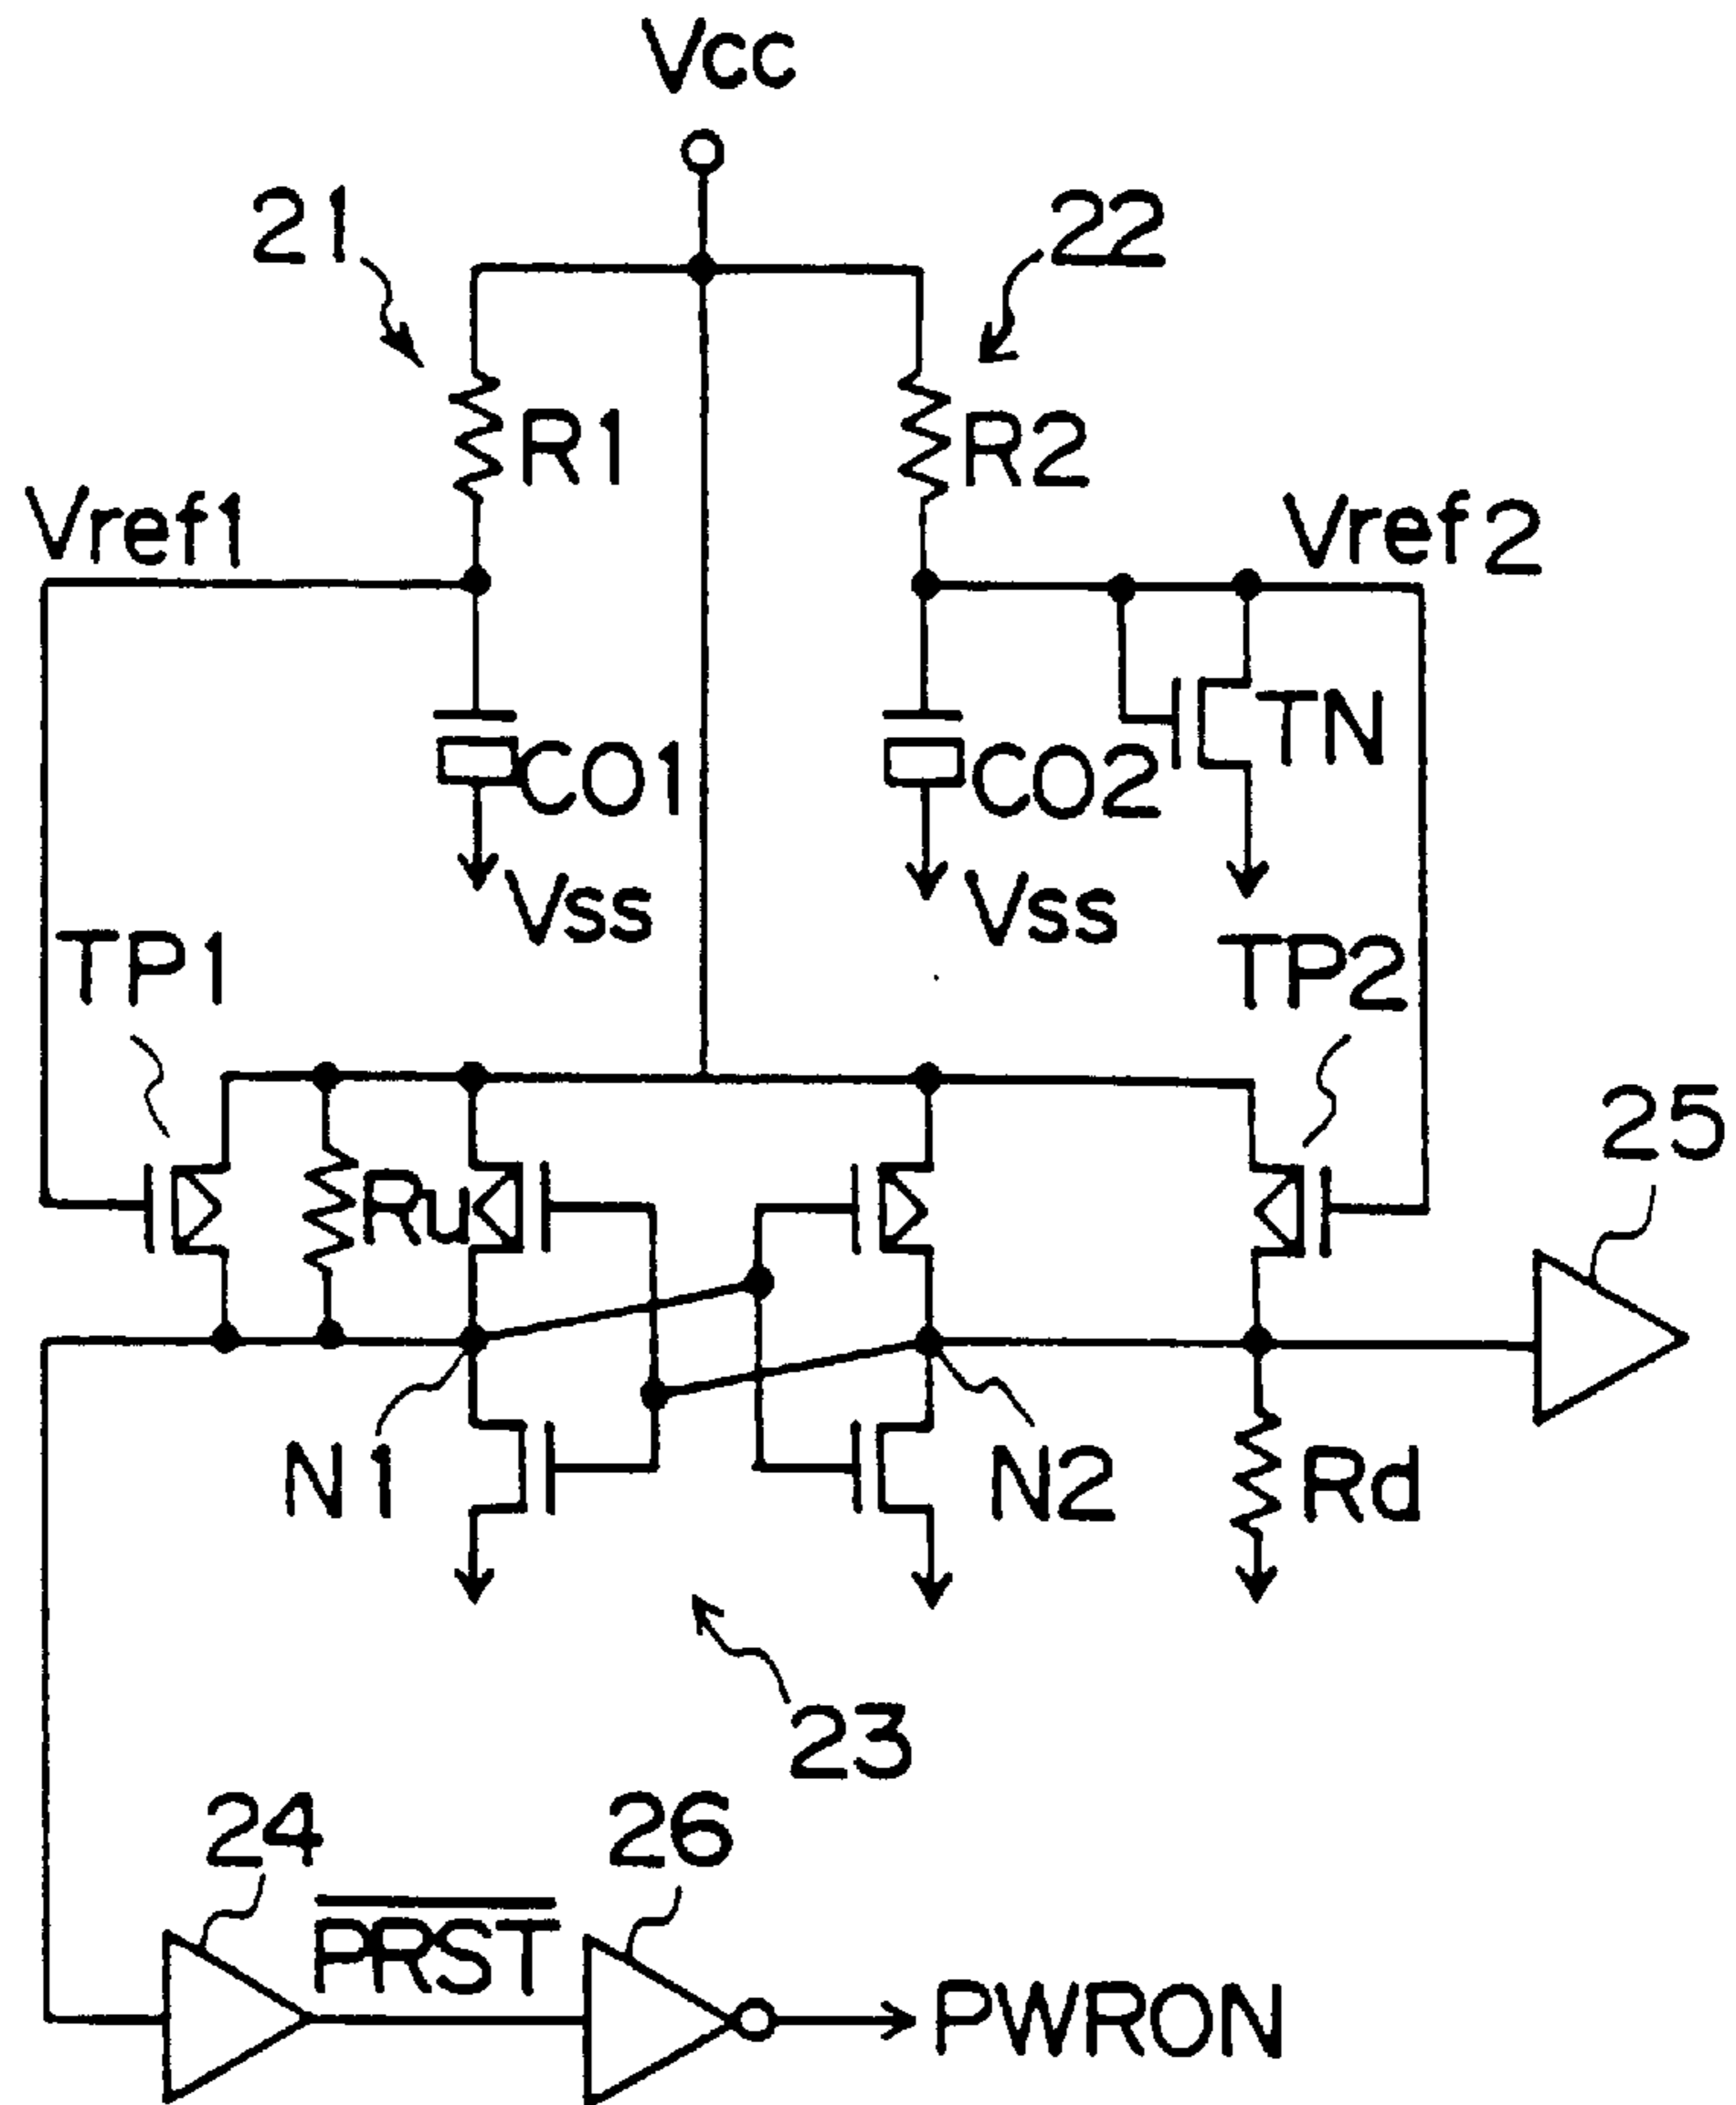 Vcc
21
22
R1
R2
Vref1
Vref2
TN
CO1
CO2
Vss
Vss
TP1
TP2
25
Ru
N1
N2
Rd
23
24
26
PRST
PWRON